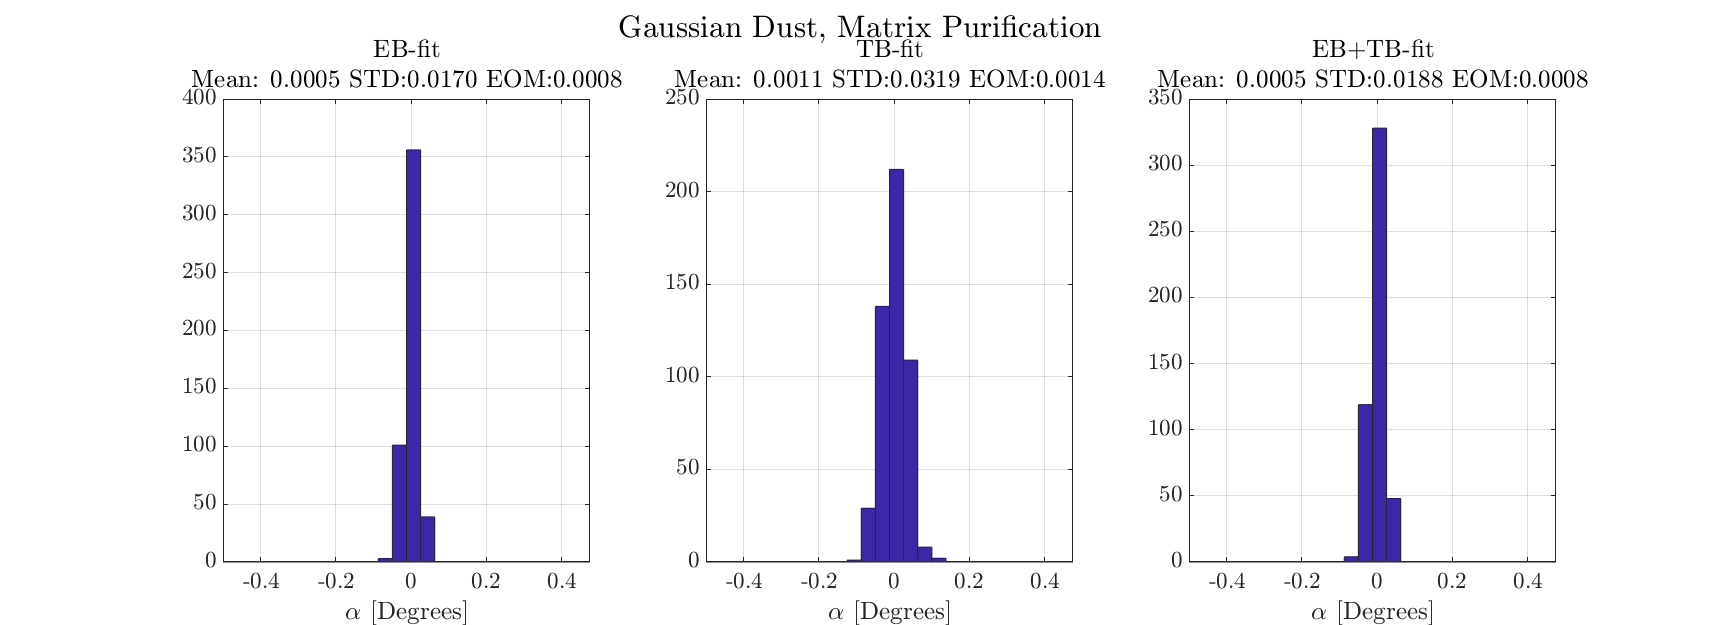 Gaussian Dust, Matrix Purification
EB-fit
Mean: 0.0005 STD:0.0170 EOM:0.0008
400
350
300
250
200
150
100
50
0
-0.4 -0.2 0 0.2 0.4
α [Degrees]
TB-fit
Mean: 0.0011 STD:0.0319 EOM:0.0014
250
200
150
100
50
0
-0.4 -0.2 0 0.2 0.4
α [Degrees]
EB+TB-fit
Mean: 0.0005 STD:0.0188 EOM:0.0008
350
300
250
200
150
100
50
0
-0.4 -0.2 0 0.2 0.4
α [Degrees]